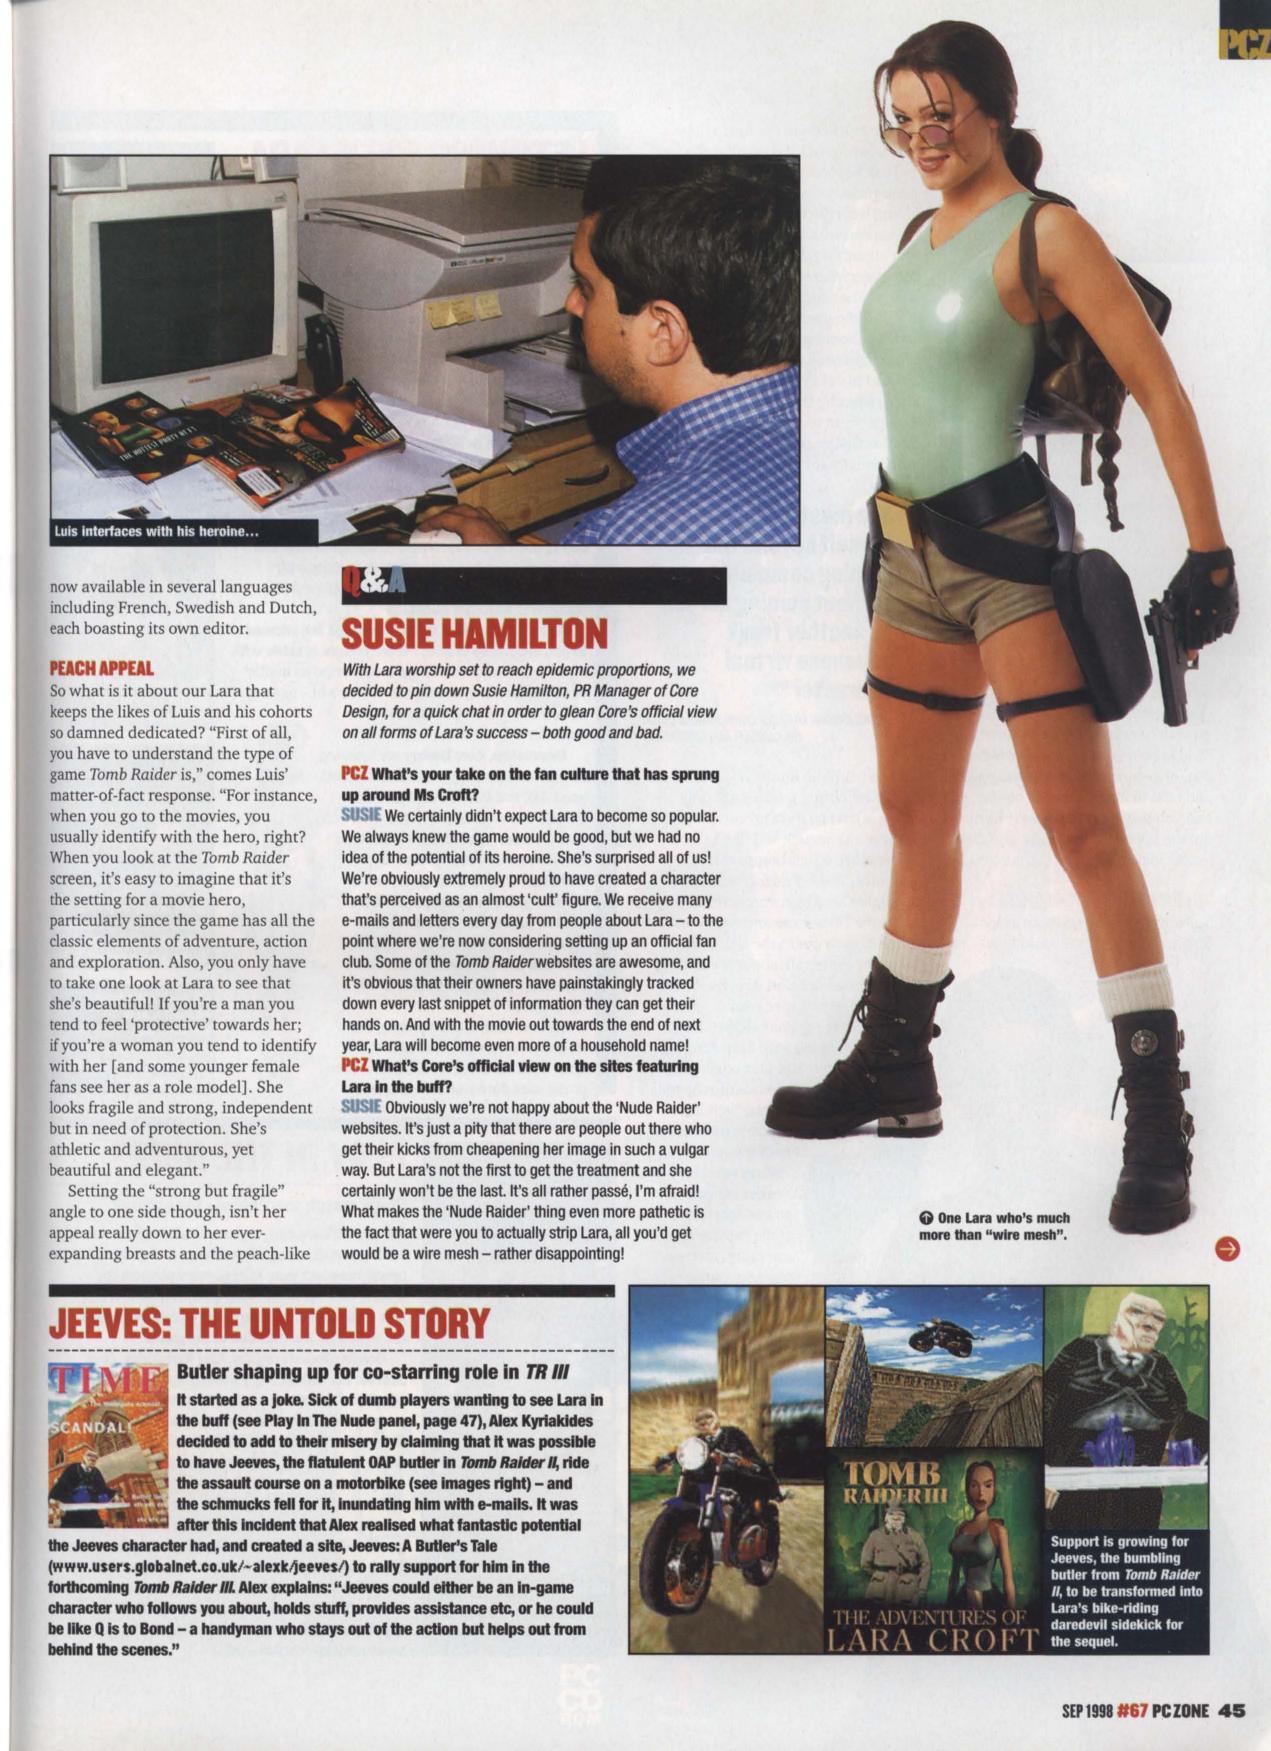 PCZ
Luis interfaces with his heroine...
now available in several languages
including French, Swedish and Dutch,
each boasting its own editor.
PEACH APPEAL
So what is it about our Lara that
keeps the likes of Luis and his cohorts
so damned dedicated? “First of all,
you have to understand the type of
game Tomb Raider is,” comes Luis’
matter-of-fact response. “For instance,
when you go to the movies, you
usually identify with the hero, right?
When you look at the Tomb Raider
screen, it’s easy to imagine that it’s
the setting for a movie hero,
particularly since the game has all the
classic elements of adventure, action
and exploration. Also, you only have
to take one look at Lara to see that
she’s beautiful! If you’re a man you
tend to feel ‘protective’ towards her;
if you’re a woman you tend to identify
with her [and some younger female
fans see her as a role model]. She
looks fragile and strong, independent
but in need of protection. She’s
athletic and adventurous, yet
beautiful and elegant.”
Setting the “strong but fragile”
angle to one side though, isn’t her
appeal really down to her ever-
expanding breasts and the peach-like
Q&A
SUSIE HAMILTON
With Lara worship set to reach epidemic proportions, we
decided to pin down Susie Hamilton, PR Manager of Core
Design, for a quick chat in order to glean Core’s official view
on all forms of Lara’s success – both good and bad.
PCZ What’s your take on the fan culture that has sprung
up around Ms Croft?
SUSIE We certainly didn’t expect Lara to become so popular.
We always knew the game would be good, but we had no
idea of the potential of its heroine. She’s surprised all of us!
We’re obviously extremely proud to have created a character
that’s perceived as an almost ‘cult’ figure. We receive many
e-mails and letters every day from people about Lara – to the
point where we’re now considering setting up an official fan
club. Some of the Tomb Raider websites are awesome, and
it’s obvious that their owners have painstakingly tracked
down every last snippet of information they can get their
hands on. And with the movie out towards the end of next
year, Lara will become even more of a household name!
PCZ What’s Core’s official view on the sites featuring
Lara in the buff?
SUSIE Obviously we’re not happy about the ‘Nude Raider’
websites. It’s just a pity that there are people out there who
get their kicks from cheapening her image in such a vulgar
way. But Lara’s not the first to get the treatment and she
certainly won’t be the last. It’s all rather passé, I’m afraid!
What makes the ‘Nude Raider’ thing even more pathetic is
the fact that were you to actually strip Lara, all you’d get
would be a wire mesh – rather disappointing!
One Lara who’s much
more than “wire mesh”.
JEEVES: THE UNTOLD STORY
TIME
SCANDAL!
Butler shaping up for co-starring role in TR III
It started as a joke. Sick of dumb players wanting to see Lara in
the buff (see Play In The Nude panel, page 47), Alex Kyriakides
decided to add to their misery by claiming that it was possible
to have Jeeves, the flatulent OAP butler in Tomb Raider II, ride
the assault course on a motorbike (see images right) – and
the schmucks fell for it, inundating him with e-mails. It was
after this incident that Alex realised what fantastic potential
the Jeeves character had, and created a site, Jeeves: A Butler’s Tale
(www.users.globalnet.co.uk/~alexk/jeeves/) to rally support for him in the
forthcoming Tomb Raider III. Alex explains: “Jeeves could either be an in-game
character who follows you about, holds stuff, provides assistance etc, or he could
be like Q is to Bond – a handyman who stays out of the action but helps out from
behind the scenes.”
TOMB
RAIDER III
THE ADVENTURES OF
LARA CROFT
Support is growing for
Jeeves, the bumbling
butler from Tomb Raider
II, to be transformed into
Lara’s bike-riding
daredevil sidekick for
the sequel.
SEP 1998 #67 PC ZONE 45